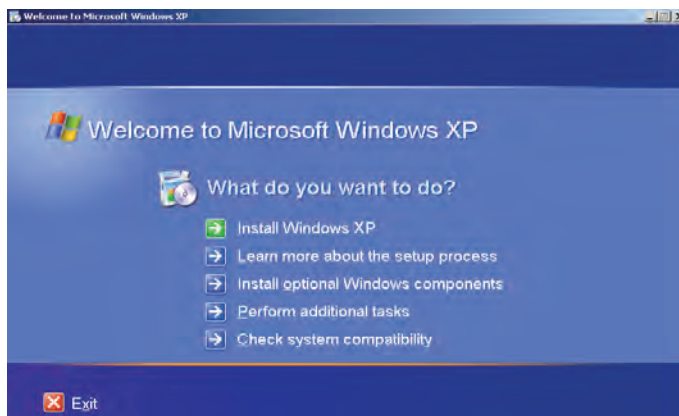 Welcome to Microsoft Windows XP
Welcome to Microsoft Windows XP
What do you want to do?
Install Windows XP
Learn more about the setup process
Install optional Windows components
Perform additional tasks
Check system compatibility
Exit